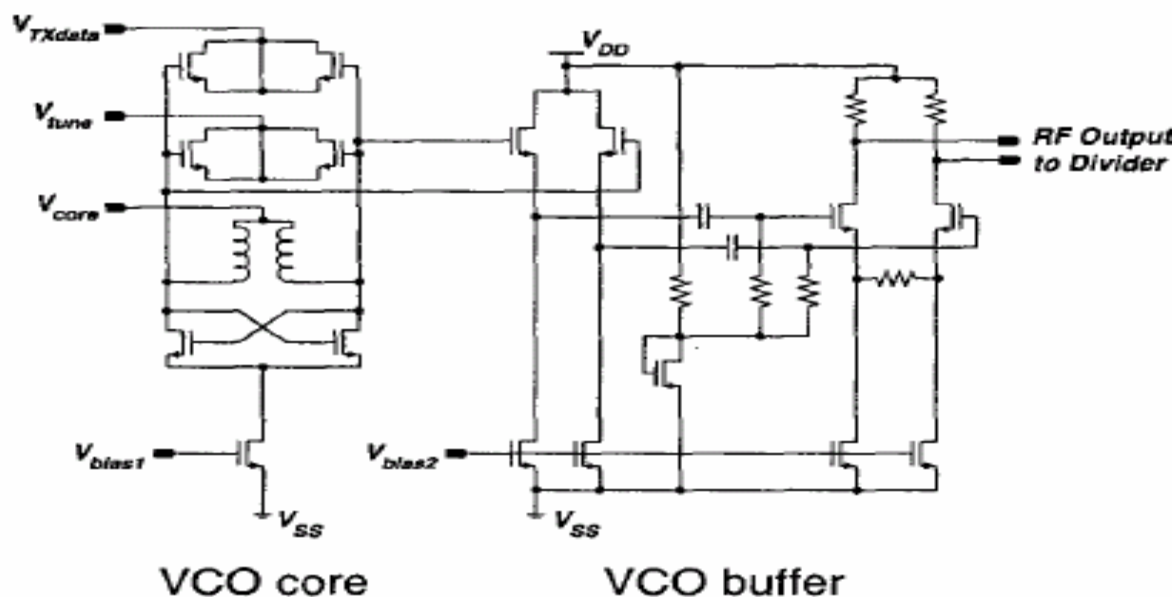 V_TXdata
V_DD
V_tune
RF Output
to Divider
V_core
V_bias1
V_bias2
V_SS
V_SS
VCO core
VCO buffer